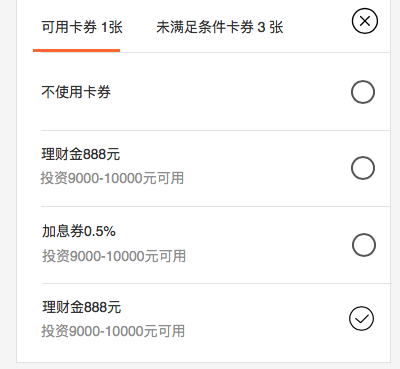 可用卡券 1张 未满足条件卡券 3 张
不使用卡券
理财金888元
投资9000-10000元可用
加息券0.5%
投资9000-10000元可用
理财金888元
投资9000-10000元可用